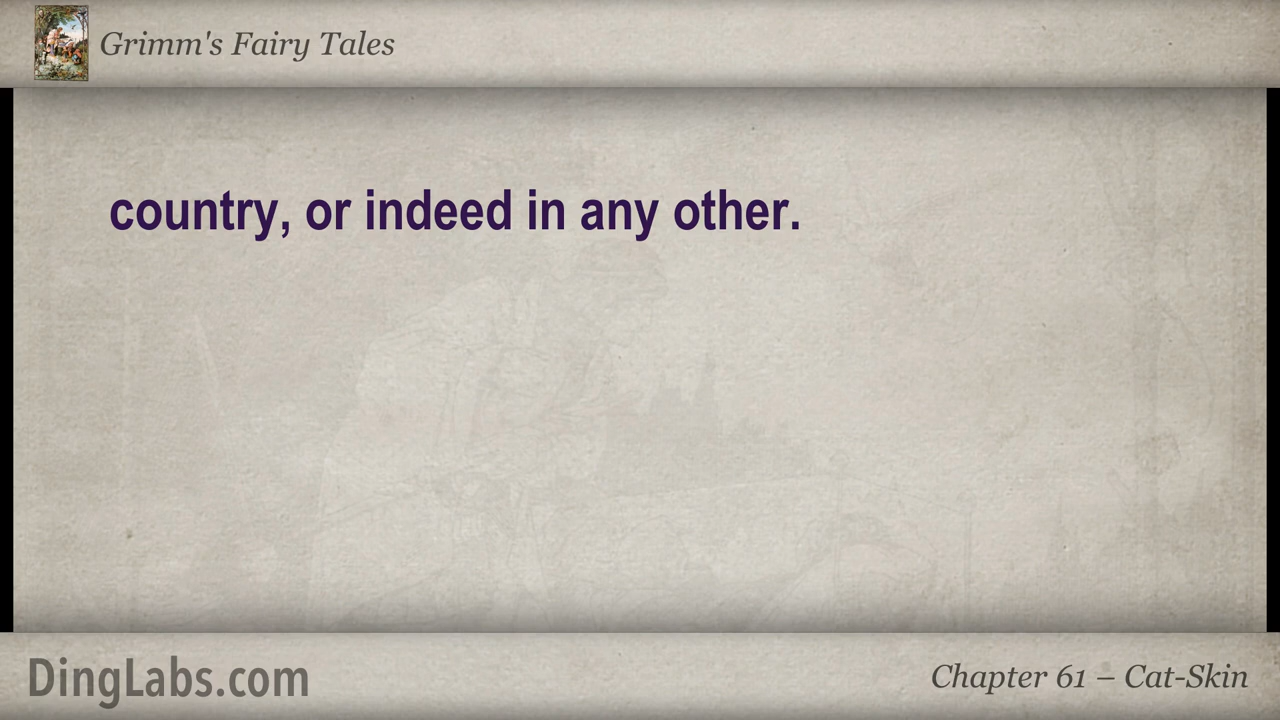 Grimm's Fairy Tales
country, or indeed in any other.
DingLabs.com
Chapter 61 – Cat-Skin